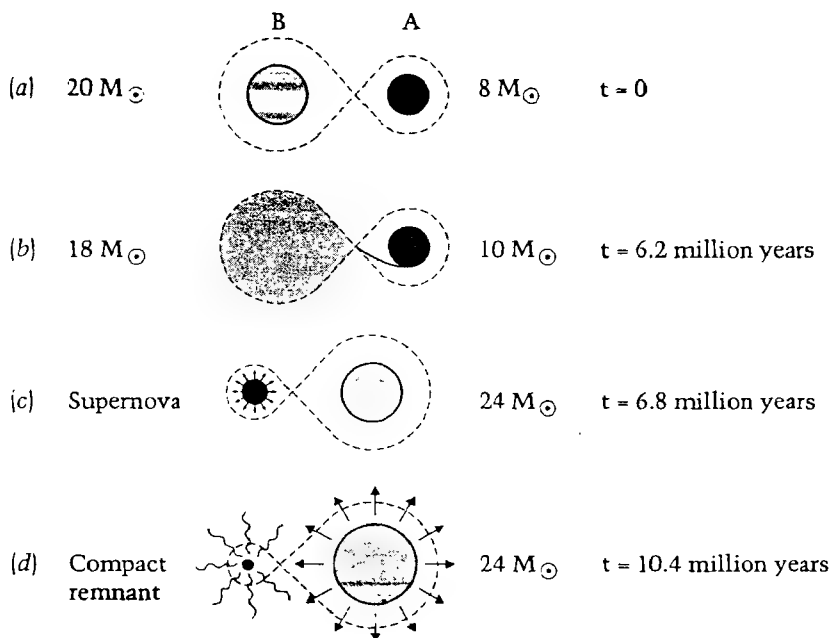 B A
(a) 20 M☉ 8 M☉ t = 0
(b) 18 M☉ 10 M☉ t = 6.2 million years
(c) Supernova 24 M☉ t = 6.8 million years
(d) Compact 24 M☉ t = 10.4 million years
remnant